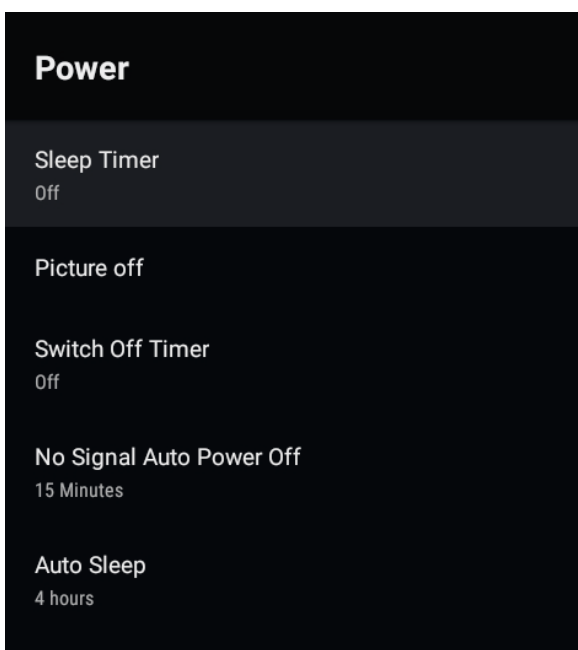 Power
Sleep Timer
Off
Picture off
Switch Off Timer
Off
No Signal Auto Power Off
15 Minutes
Auto Sleep
4 hours